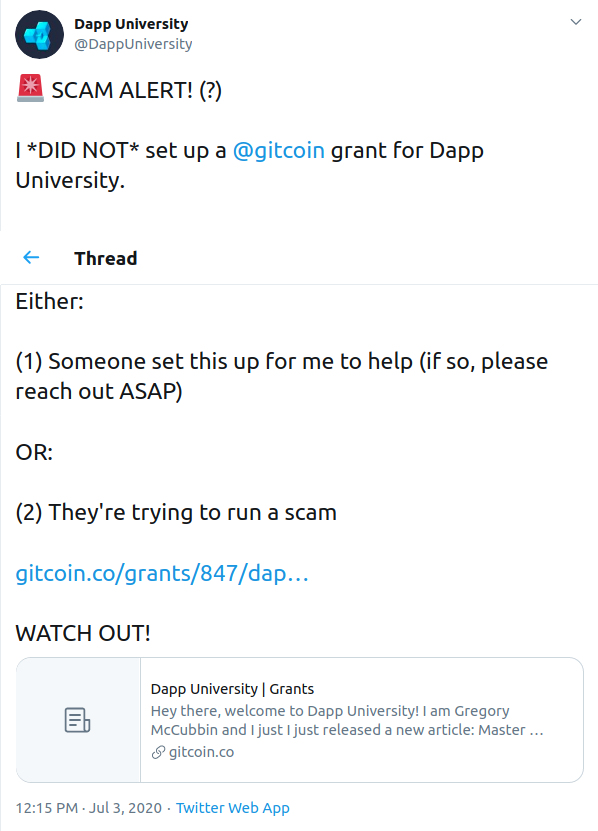 Dapp University
@DappUniversity
🚨 SCAM ALERT! (?)
I *DID NOT* set up a @gitcoin grant for Dapp
University.
Thread
Either:
(1) Someone set this up for me to help (if so, please
reach out ASAP)
OR:
(2) They're trying to run a scam
gitcoin.co/grants/847/dap…
WATCH OUT!
Dapp University | Grants
Hey there, welcome to Dapp University! I am Gregory
McCubbin and I just I just released a new article: Master …
gitcoin.co
12:15 PM · Jul 3, 2020 · Twitter Web App